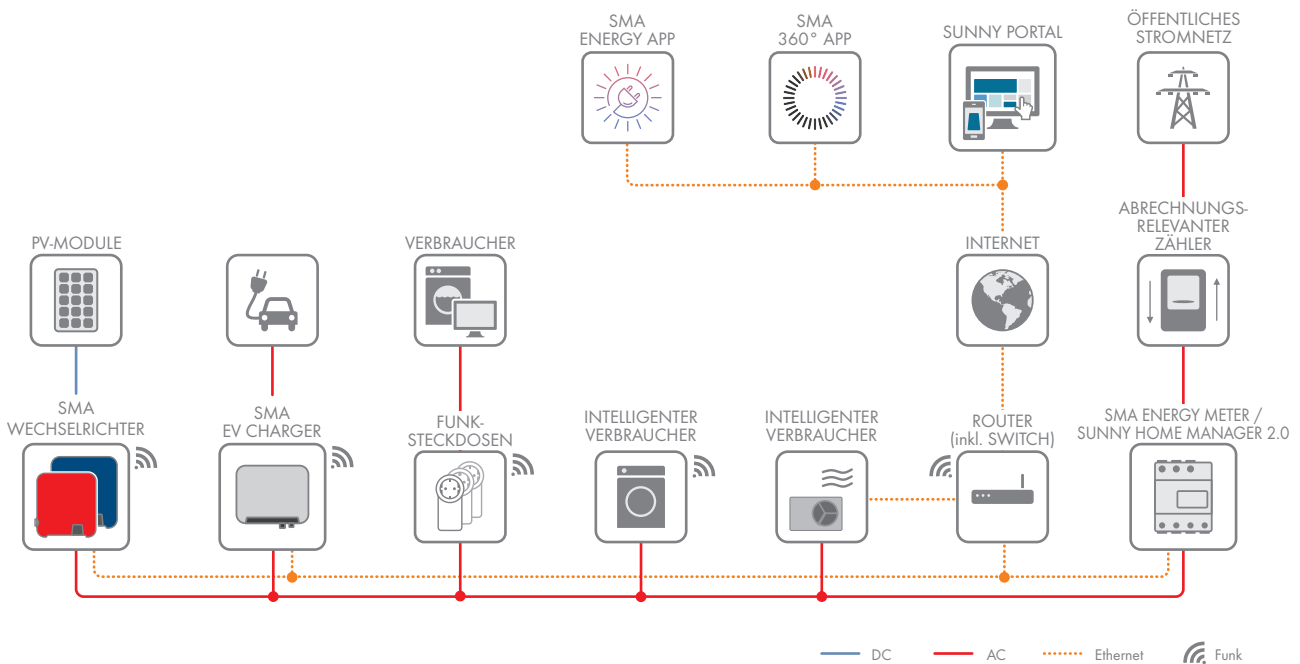 SMA
ENERGY APP
SMA
360° APP
SUNNY PORTAL
ÖFFENTLICHES
STROMNETZ
PV-MODULE
VERBRAUCHER
INTERNET
ABRECHNUNGS-
RELEVANTER
ZÄHLER
SMA
WECHSELRICHTER
SMA
EV CHARGER
FUNK-
STECKDOSEN
INTELLIGENTER
VERBRAUCHER
INTELLIGENTER
VERBRAUCHER
ROUTER
(inkl. SWITCH)
SMA ENERGY METER /
SUNNY HOME MANAGER 2.0
DC
AC
Ethernet
Funk